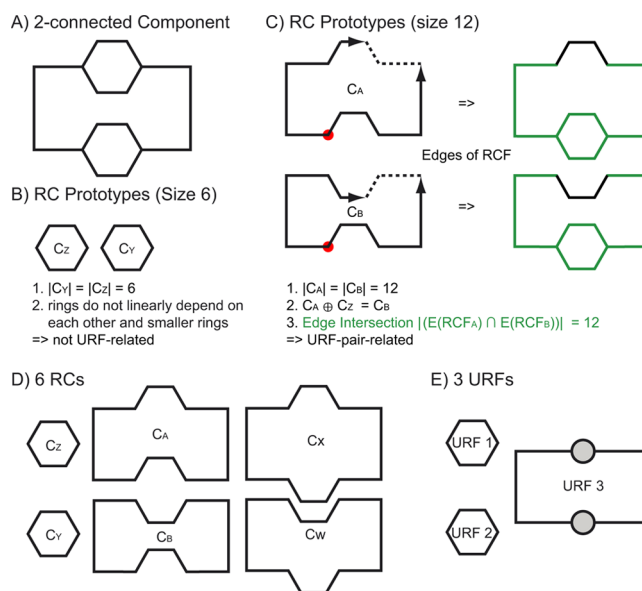 A) 2-connected Component
C) RC Prototypes (size 12)
CA
=>
Edges of RCF
CB
=>
B) RC Prototypes (Size 6)
CZ
CY
1. |CY| = |CZ| = 6
2. rings do not linearly depend on
each other and smaller rings
=> not URF-related
1. |CA| = |CB| = 12
2. CA ⊕ CZ = CB
3. Edge Intersection |(E(RCFA) ∩ E(RCFB))| = 12
=> URF-pair-related
D) 6 RCs
CZ
CA
Cx
CY
CB
Cw
E) 3 URFs
URF 1
URF 3
URF 2